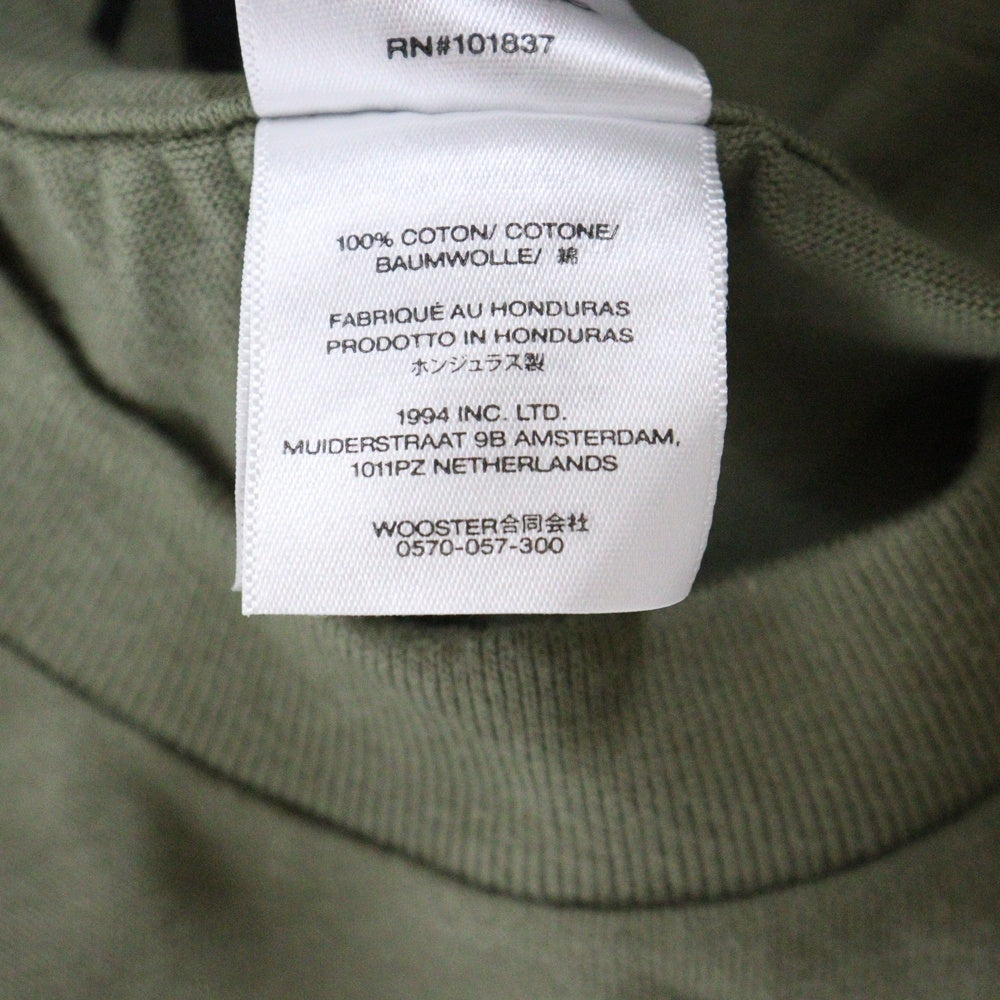 RN#101837
100% COTON/ COTONE/
BAUMWOLLE/ 綿
FABRIQUÉ AU HONDURAS
PRODOTTO IN HONDURAS
ホンジュラス製
1994 INC. LTD.
MUIDERSTRAAT 9B AMSTERDAM,
1011PZ NETHERLANDS
WOOSTER合同会社
0570-057-300